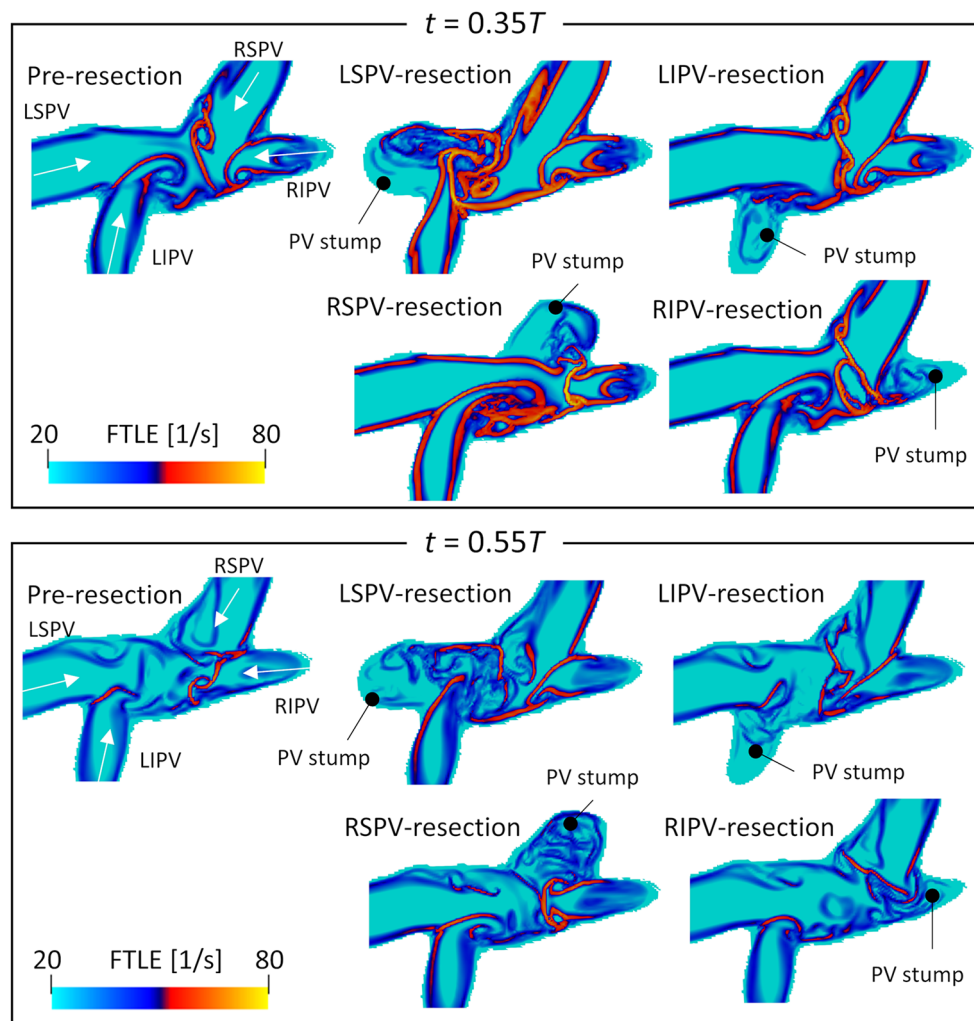 t = 0.35T
Pre-resection
RSPV
LSPV
RIPV
LIPV
LSPV-resection
PV stump
LIPV-resection
PV stump
RSPV-resection
PV stump
RIPV-resection
PV stump
20 FTLE [1/s] 80
t = 0.55T
Pre-resection
RSPV
LSPV
RIPV
LIPV
LSPV-resection
PV stump
LIPV-resection
PV stump
RSPV-resection
PV stump
RIPV-resection
PV stump
20 FTLE [1/s] 80